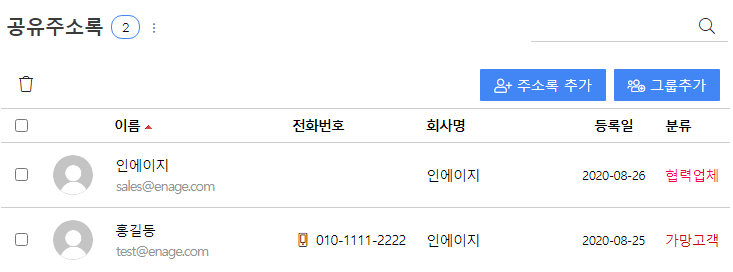 공유주소록 2
주소록 추가 그룹추가
이름 전화번호 회사명 등록일 분류
인에이지
sales@enage.com
인에이지 2020-08-26 협력업체
홍길동
test@enage.com
010-1111-2222 인에이지 2020-08-25 가망고객